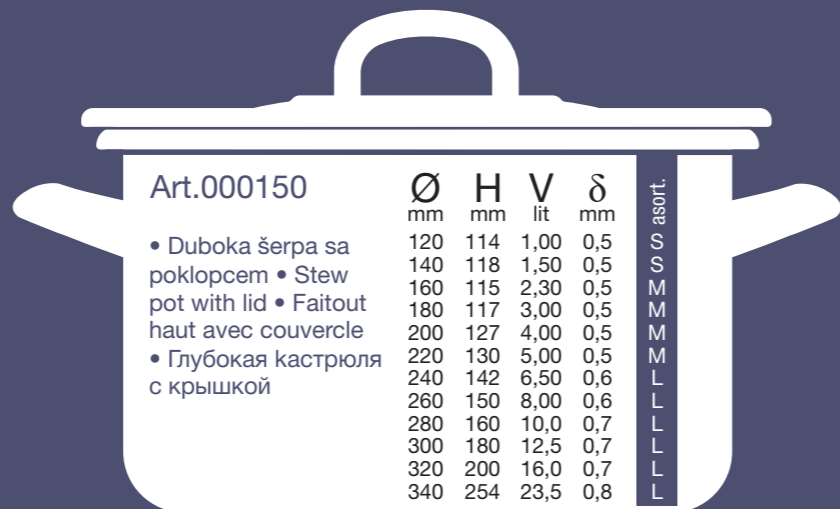 Art.000150
• Duboka šerpa sa
poklopcem • Stew
pot with lid • Faitout
haut avec couvercle
• Глубокая кастрюля
с крышкой
Ø H V δ asort.
mm mm lit mm
120 114 1,00 0,5 S
140 118 1,50 0,5 S
160 115 2,30 0,5 M
180 117 3,00 0,5 M
200 127 4,00 0,5 M
220 130 5,00 0,5 M
240 142 6,50 0,6 L
260 150 8,00 0,6 L
280 160 10,0 0,7 L
300 180 12,5 0,7 L
320 200 16,0 0,7 L
340 254 23,5 0,8 L